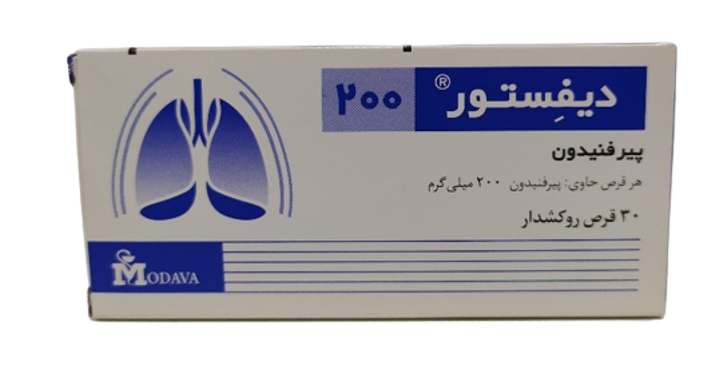 دیفِستور® ۲۰۰
پیرفنیدون
هر قرص حاوی: پیرفنیدون ۲۰۰ میلی‌گرم
۳۰ قرص روکشدار
MODAVA